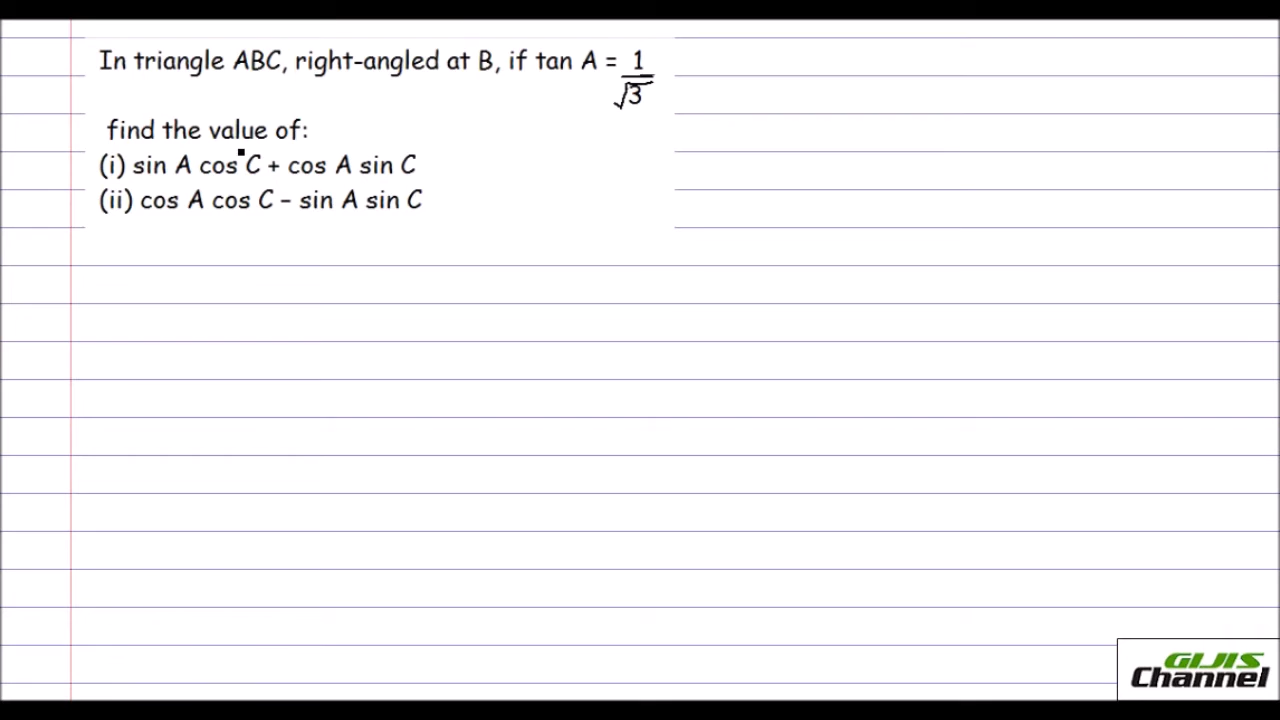 In triangle ABC, right-angled at B, if tan A = 1/√3
find the value of:
(i) sin A cos C + cos A sin C
(ii) cos A cos C – sin A sin C
GIJIS
Channel